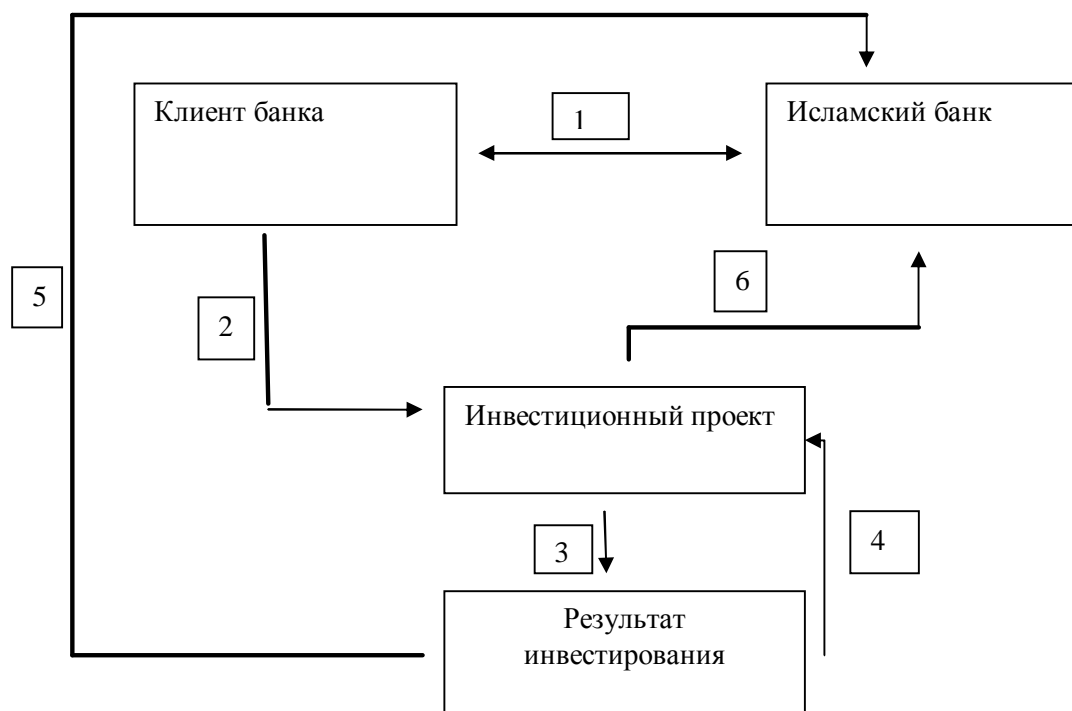 Клиент банка
1
Исламский банк
5
2
6
Инвестиционный проект
3
4
Результат
инвестирования